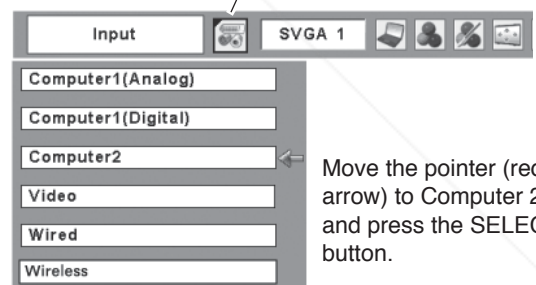 Input SVGA 1
Computer1(Analog)
Computer1(Digital)
Computer2
Video
Wired
Wireless
Move the pointer (red
arrow) to Computer 2
and press the SELEC
button.